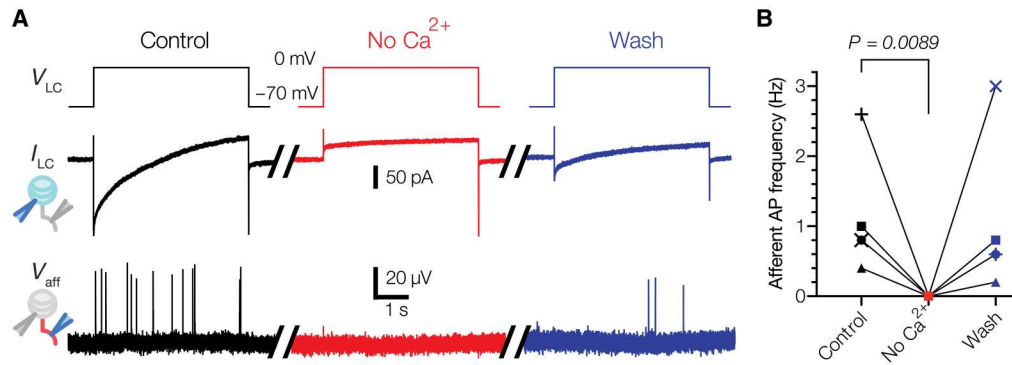 A
Control
No Ca2+
Wash
VLC
0 mV
−70 mV
ILC
50 pA
Vaff
20 µV
1 s
B
P = 0.0089
Afferent AP frequency (Hz)
3
2
1
0
Control
No Ca2+
Wash